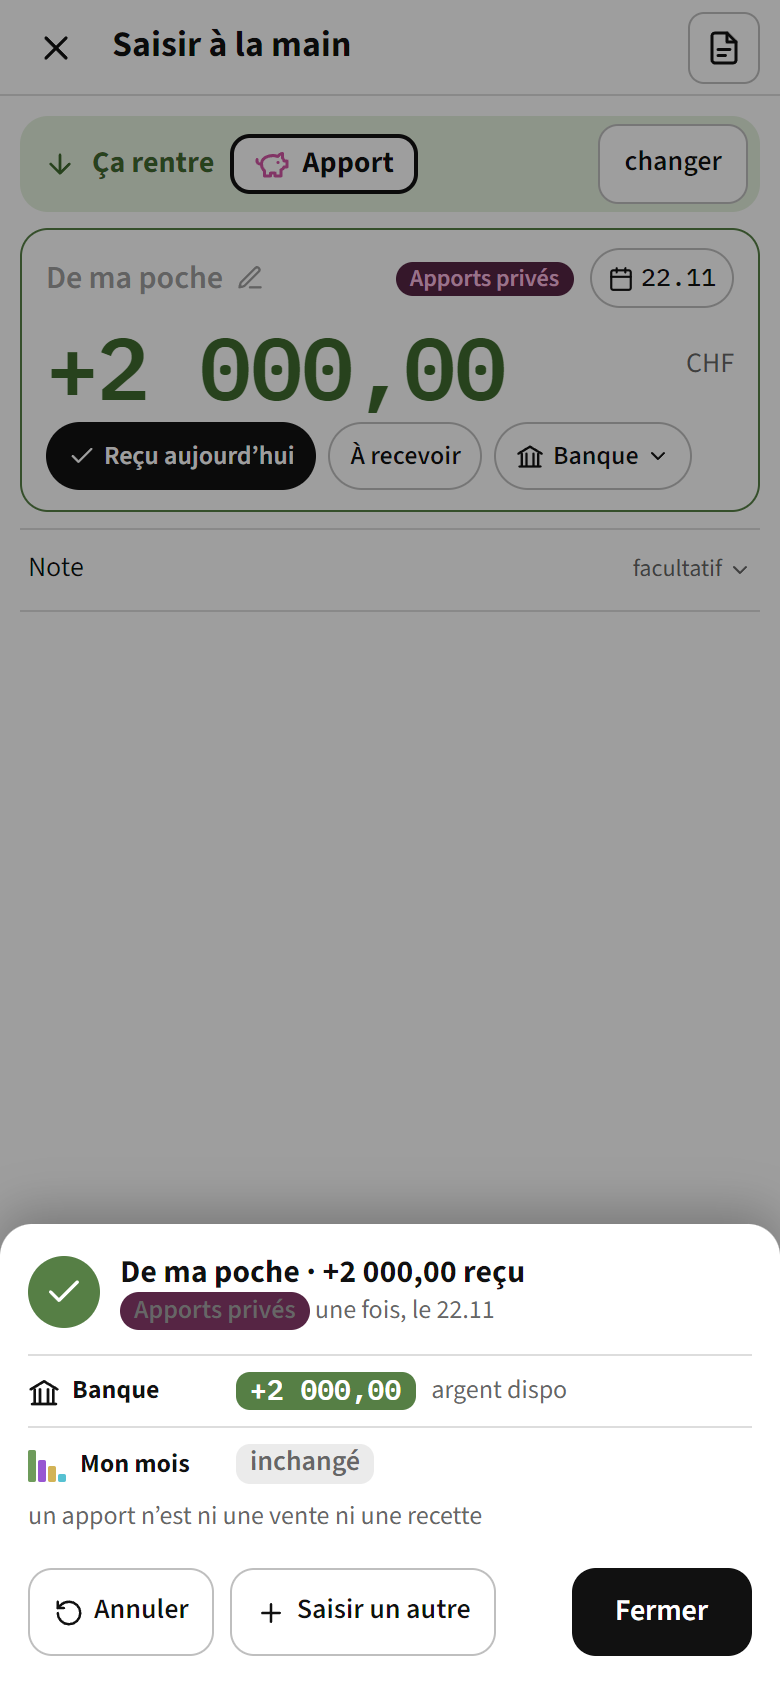 Saisir à la main
Ça rentre Apport changer
De ma poche Apports privés 22.11
+2 000,00 CHF
Reçu aujourd’hui À recevoir Banque
Note facultatif
De ma poche · +2 000,00 reçu
Apports privés une fois, le 22.11
Banque +2 000,00 argent dispo
Mon mois inchangé
un apport n’est ni une vente ni une recette
Annuler Saisir un autre Fermer